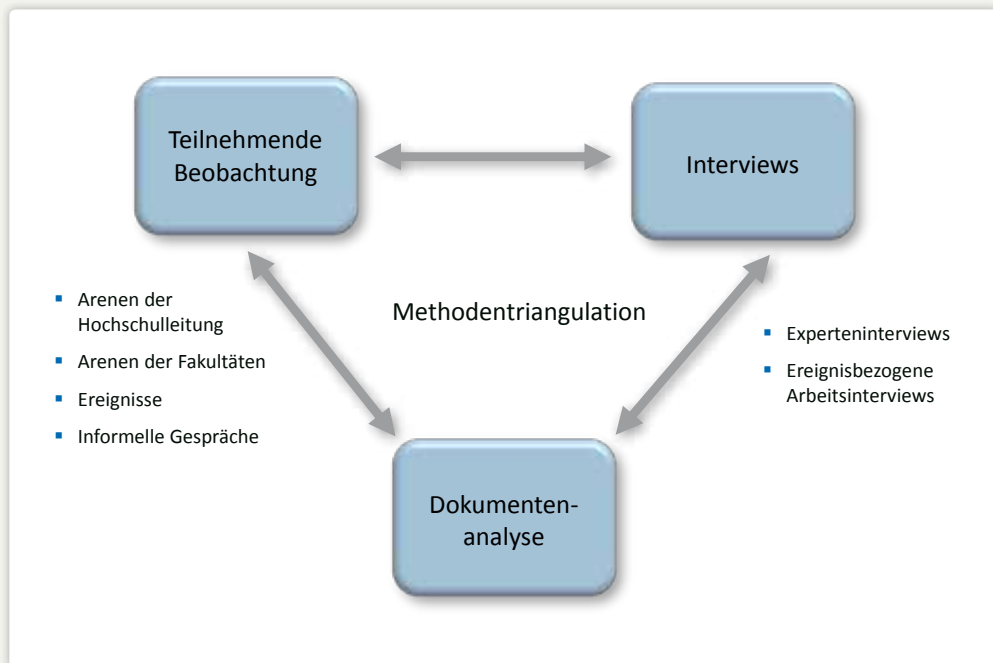 Teilnehmende
Beobachtung
Interviews
Methodentriangulation
▪ Arenen der
Hochschulleitung
▪ Arenen der Fakultäten
▪ Ereignisse
▪ Informelle Gespräche
▪ Experteninterviews
▪ Ereignisbezogene
Arbeitsinterviews
Dokumenten-
analyse